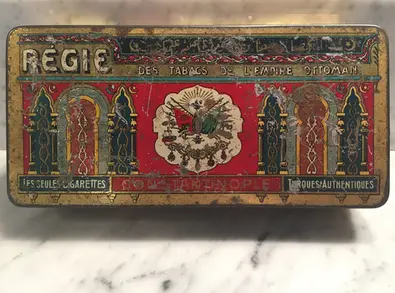 RÉGIE
DES TABACS DE L'EMPIRE OTTOMAN
LES SEULES CIGARETTES
CONSTANTINOPLE
TURQUES AUTHENTIQUES